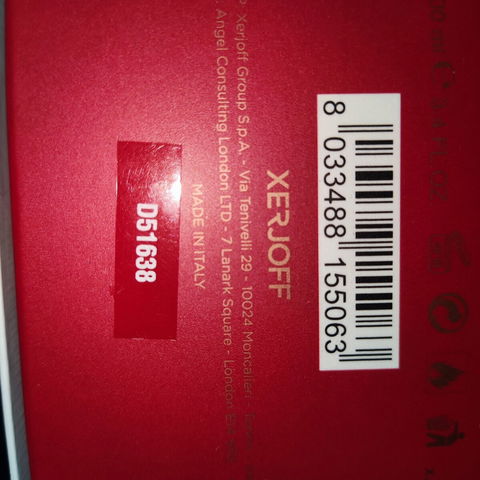 8 033488 155063
XERJOFF
Xerjoff Group S.p.A. - Via Tenivelli 29 - 10024 Moncalieri -
Angel Consulting London LTD - 7 Lanark Square - London
MADE IN ITALY
D51638